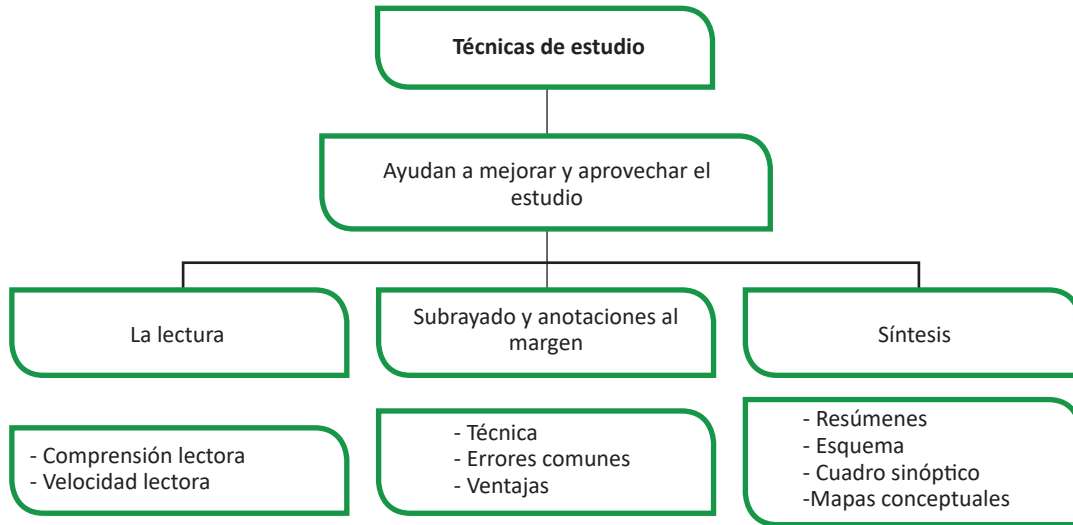 Técnicas de estudio
Ayudan a mejorar y aprovechar el
estudio
La lectura
Subrayado y anotaciones al
margen
Síntesis
- Comprensión lectora
- Velocidad lectora
- Técnica
- Errores comunes
- Ventajas
- Resúmenes
- Esquema
- Cuadro sinóptico
-Mapas conceptuales